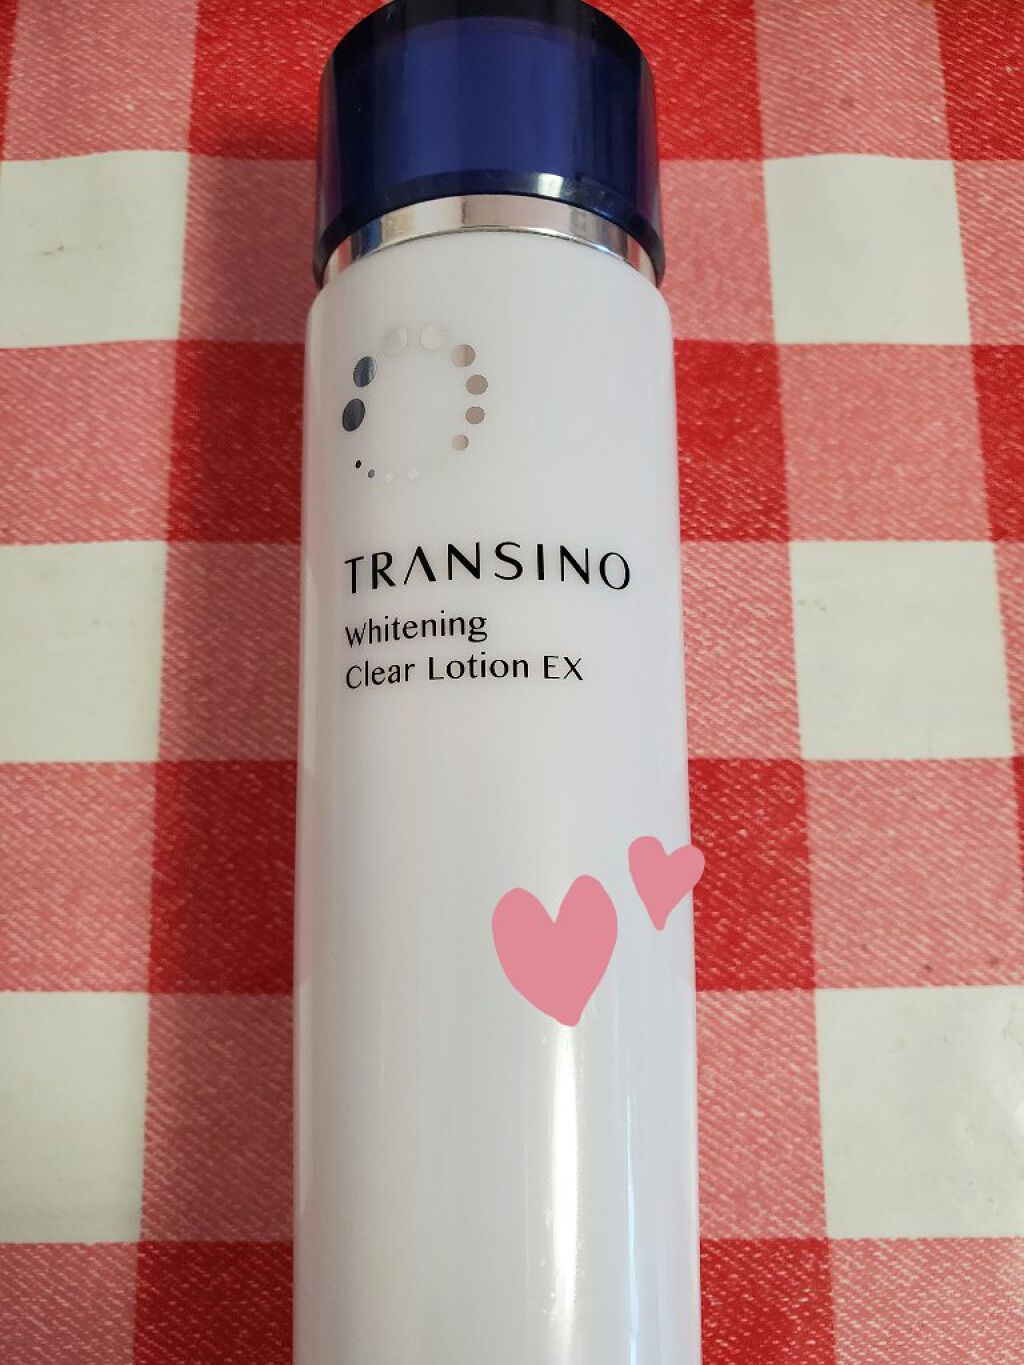 TRANSINO
Whitening
Clear Lotion EX